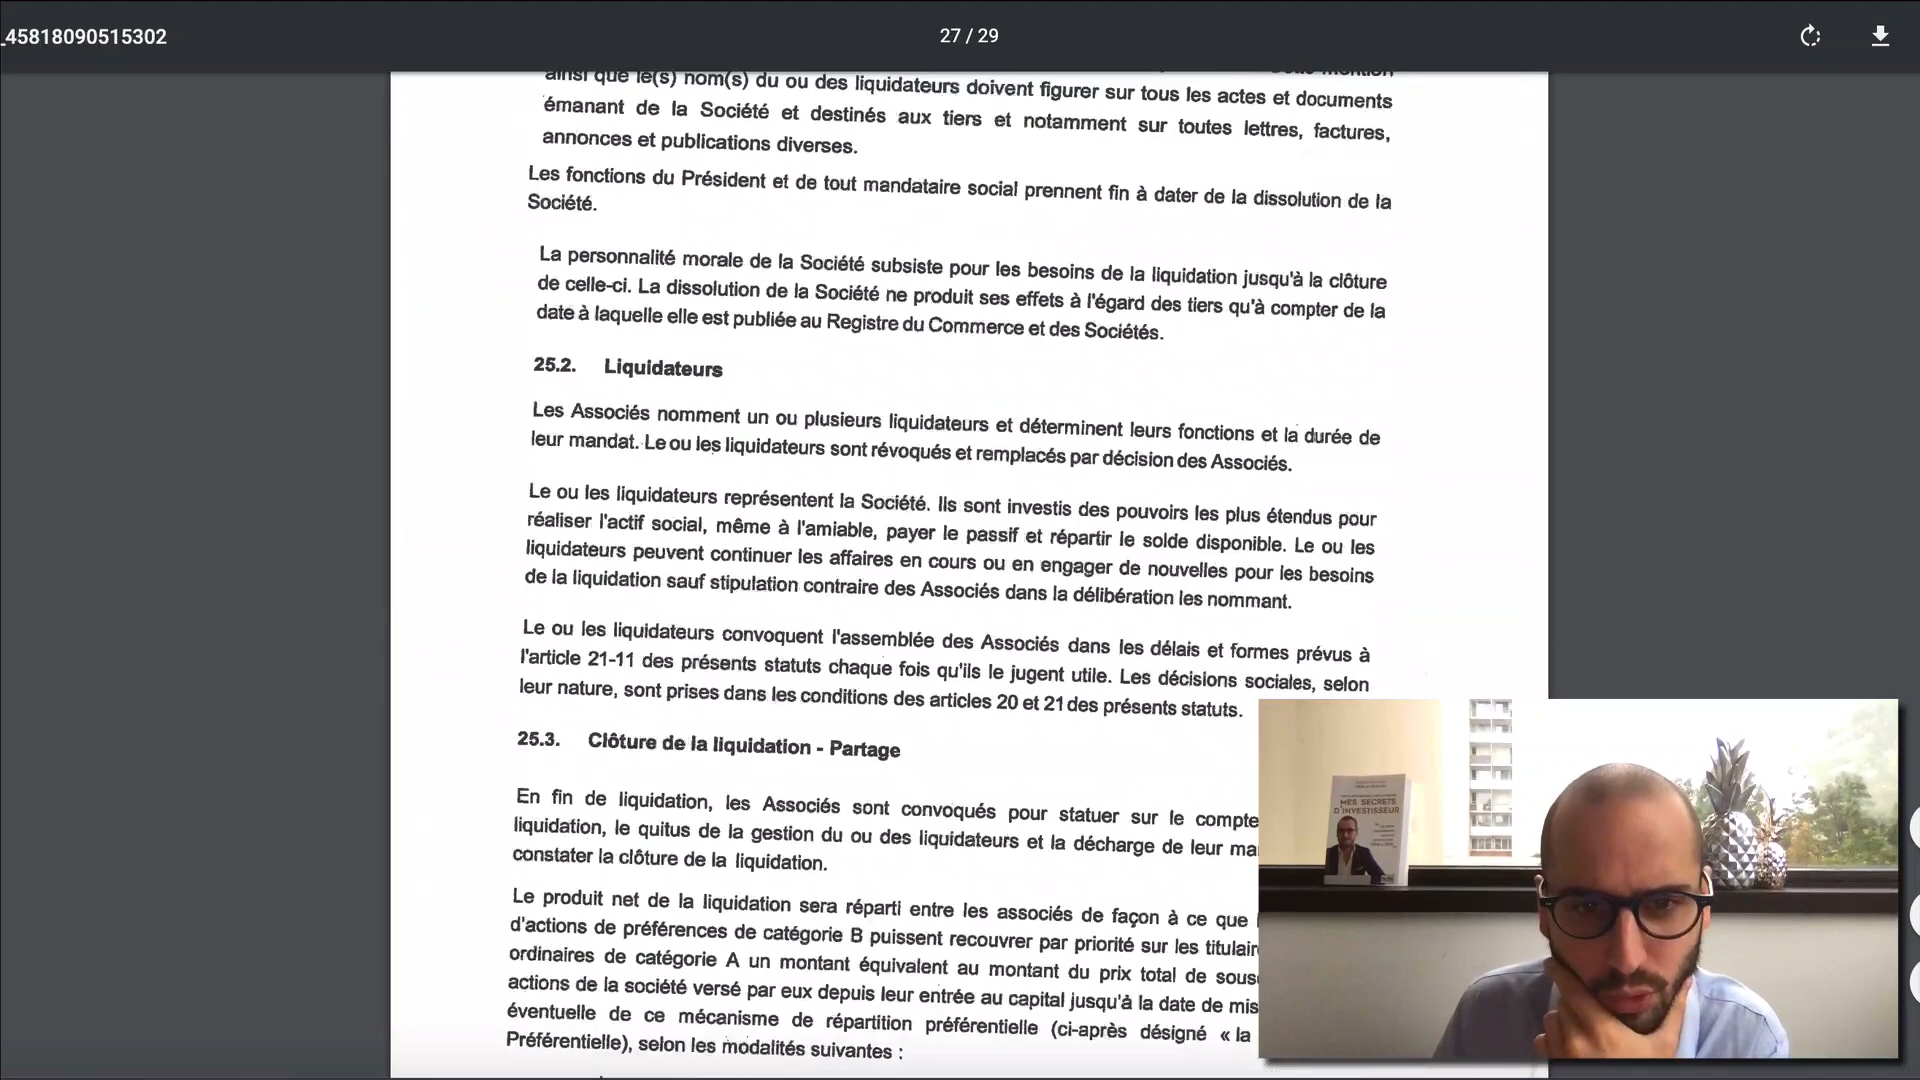 _45818090515302
27 / 29
ainsi que le(s) nom(s) du ou des liquidateurs doivent figurer sur tous les actes et documents
émanant de la Société et destinés aux tiers et notamment sur toutes lettres, factures,
annonces et publications diverses.
Les fonctions du Président et de tout mandataire social prennent fin à dater de la dissolution de la
Société.
La personnalité morale de la Société subsiste pour les besoins de la liquidation jusqu'à la clôture
de celle-ci. La dissolution de la Société ne produit ses effets à l'égard des tiers qu'à compter de la
date à laquelle elle est publiée au Registre du Commerce et des Sociétés.
25.2. Liquidateurs
Les Associés nomment un ou plusieurs liquidateurs et déterminent leurs fonctions et la durée de
leur mandat. Le ou les liquidateurs sont révoqués et remplacés par décision des Associés.
Le ou les liquidateurs représentent la Société. Ils sont investis des pouvoirs les plus étendus pour
réaliser l'actif social, même à l'amiable, payer le passif et répartir le solde disponible. Le ou les
liquidateurs peuvent continuer les affaires en cours ou en engager de nouvelles pour les besoins
de la liquidation sauf stipulation contraire des Associés dans la délibération les nommant.
Le ou les liquidateurs convoquent l'assemblée des Associés dans les délais et formes prévus à
l'article 21-11 des présents statuts chaque fois qu'ils le jugent utile. Les décisions sociales, selon
leur nature, sont prises dans les conditions des articles 20 et 21 des présents statuts.
25.3. Clôture de la liquidation - Partage
En fin de liquidation, les Associés sont convoqués pour statuer sur le compte
liquidation, le quitus de la gestion du ou des liquidateurs et la décharge de leur ma
constater la clôture de la liquidation.
Le produit net de la liquidation sera réparti entre les associés de façon à ce que
d'actions de préférences de catégorie B puissent recouvrer par priorité sur les titulair
ordinaires de catégorie A un montant équivalent au montant du prix total de sous
actions de la société versé par eux depuis leur entrée au capital jusqu'à la date de mis
éventuelle de ce mécanisme de répartition préférentielle (ci-après désigné « la
Préférentielle), selon les modalités suivantes :
MES SECRETS
D'INVESTISSEUR